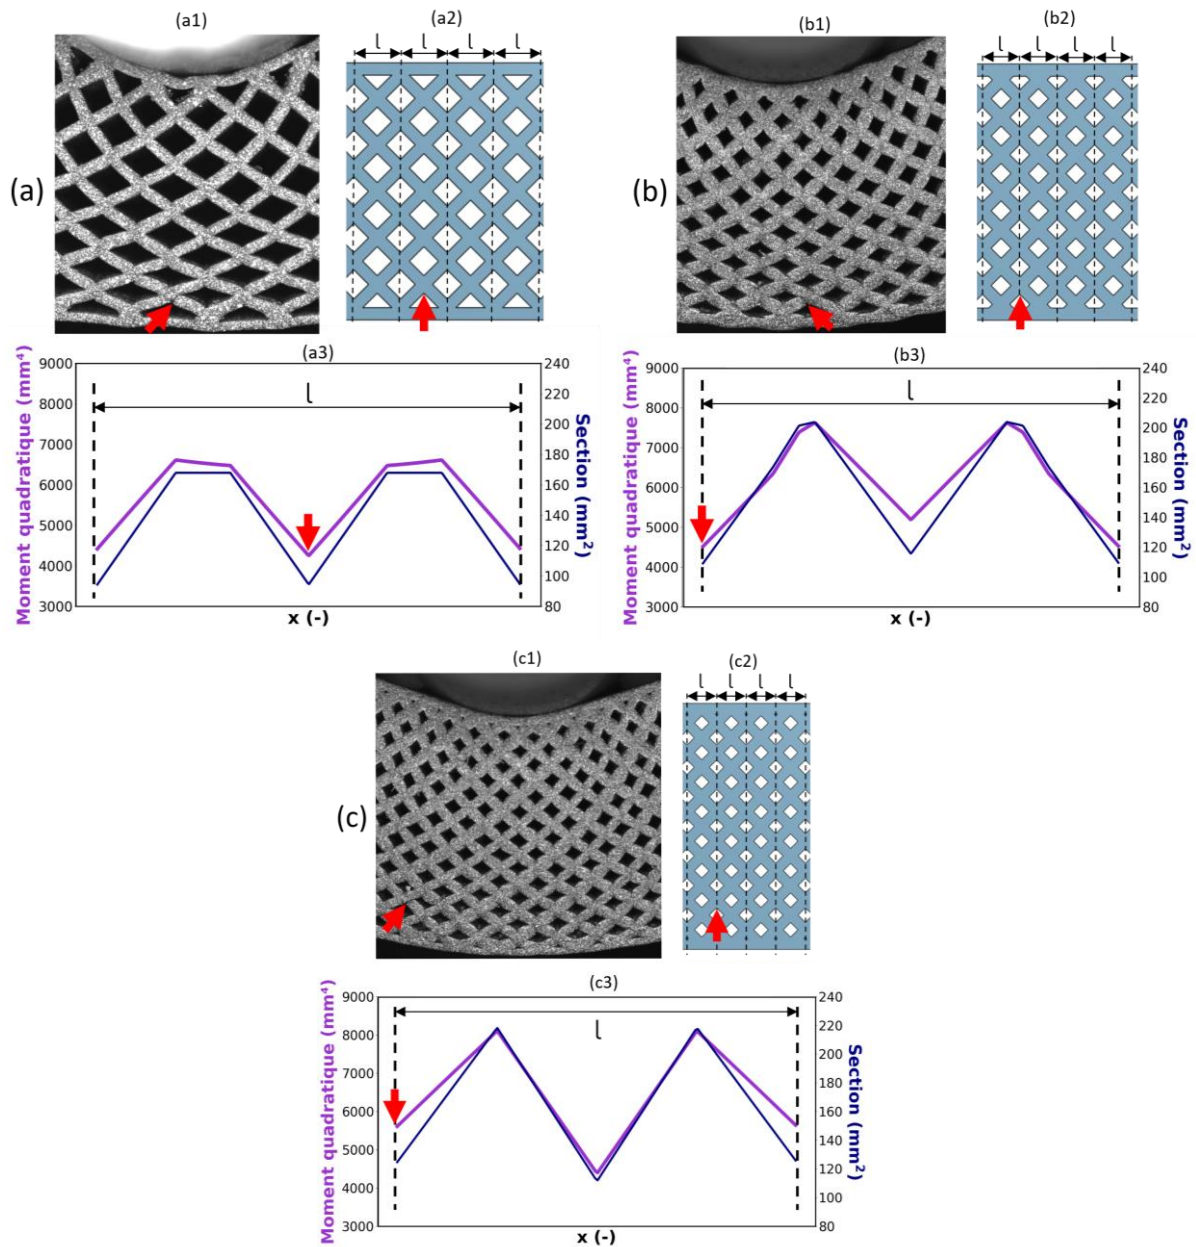 (a1)
(a2)
l l l l
(a)
(b1)
(b2)
l l l l
(b)
(a3)
Moment quadratique (mm⁴)
9000
8000
7000
6000
5000
4000
3000
l
240
220
200
180
160
140
120
100
80
Section (mm²)
x (-)
(b3)
Moment quadratique (mm⁴)
9000
8000
7000
6000
5000
4000
3000
l
240
220
200
180
160
140
120
100
80
Section (mm²)
x (-)
(c1)
(c2)
l l l l
(c)
(c3)
Moment quadratique (mm⁴)
9000
8000
7000
6000
5000
4000
3000
l
240
220
200
180
160
140
120
100
80
Section (mm²)
x (-)